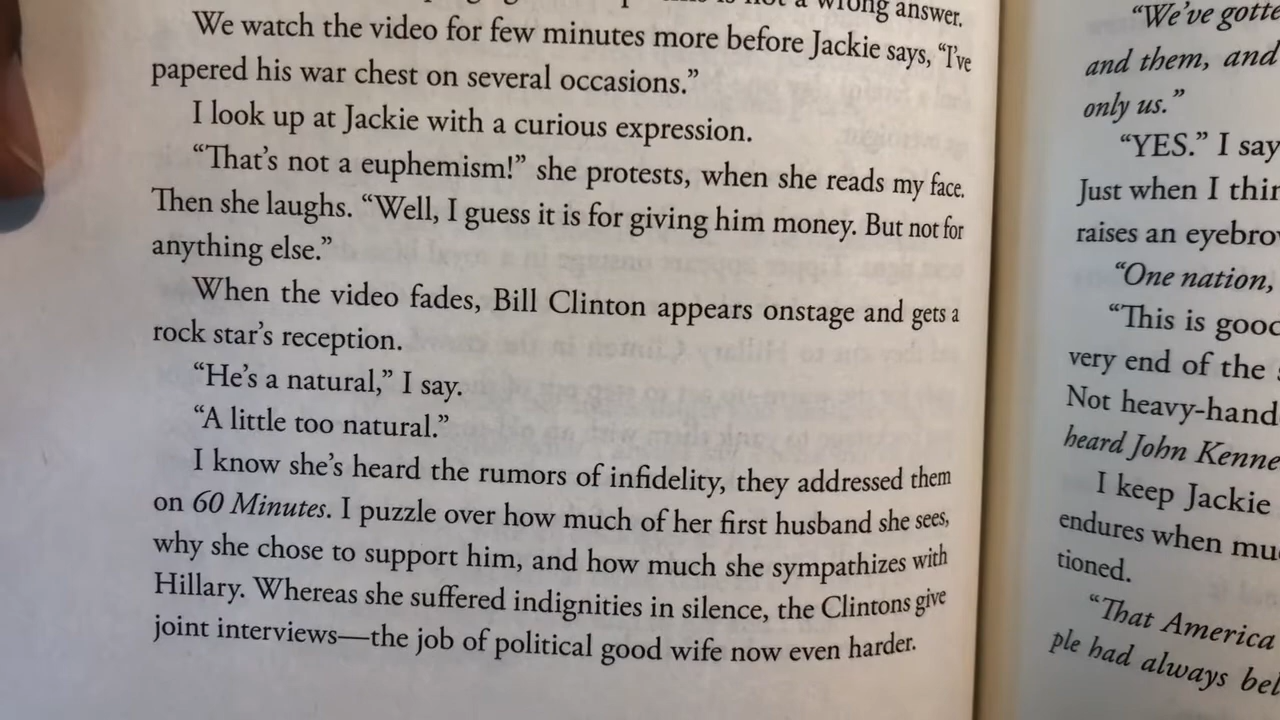 wrong answer.
We watch the video for few minutes more before Jackie says, “I’ve
papered his war chest on several occasions.”
I look up at Jackie with a curious expression.
“That’s not a euphemism!” she protests, when she reads my face.
Then she laughs. “Well, I guess it is for giving him money. But not for
anything else.”
When the video fades, Bill Clinton appears onstage and gets a
rock star’s reception.
“He’s a natural,” I say.
“A little too natural.”
I know she’s heard the rumors of infidelity, they addressed them
on 60 Minutes. I puzzle over how much of her first husband she sees,
why she chose to support him, and how much she sympathizes with
Hillary. Whereas she suffered indignities in silence, the Clintons give
joint interviews—the job of political good wife now even harder.
“We’ve gotte
and them, and
only us.”
“YES.” I say
Just when I thin
raises an eyebro
“One nation,
“This is good
very end of the
Not heavy-hand
heard John Kenne
I keep Jackie
endures when mu
tioned.
“That America
ple had always bel